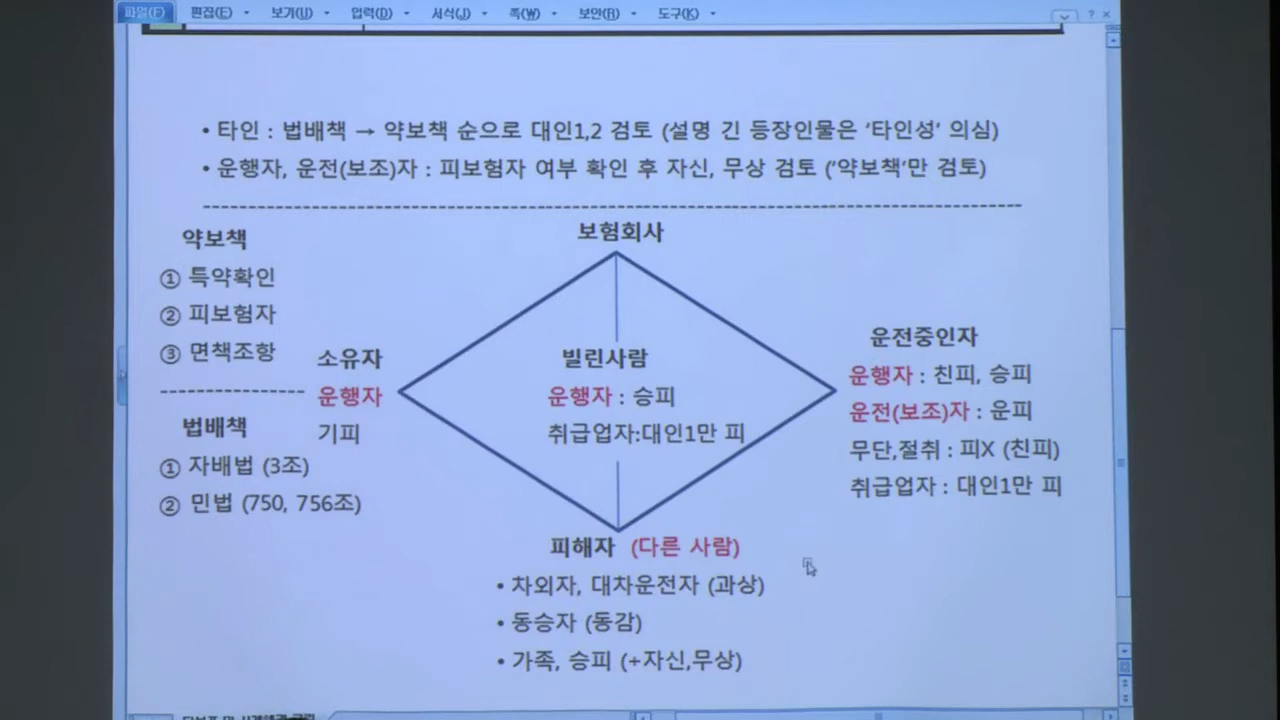 파일(F) 편집(E) 보기(U) 입력(D) 서식(J) 쪽(W) 보안(B) 도구(K)
• 타인 : 법배책 → 약보책 순으로 대인1,2 검토 (설명 긴 등장인물은 '타인성' 의심)
• 운행자, 운전(보조)자 : 피보험자 여부 확인 후 자신, 무상 검토 ('약보책'만 검토)
약보책
① 특약확인
② 피보험자
③ 면책조항
법배책
① 자배법 (3조)
② 민법 (750, 756조)
보험회사
소유자
운행자
기피
빌린사람
운행자 : 승피
취급업자:대인1만 피
운전중인자
운행자 : 친피, 승피
운전(보조)자 : 운피
무단,절취 : 피X (친피)
취급업자 : 대인1만 피
피해자 (다른 사람)
• 차외자, 대차운전자 (과상)
• 동승자 (동감)
• 가족, 승피 (+자신,무상)